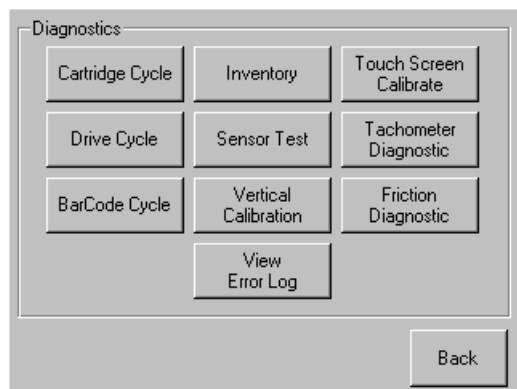 Diagnostics
Cartridge Cycle
Inventory
Touch Screen
Calibrate
Drive Cycle
Sensor Test
Tachometer
Diagnostic
BarCode Cycle
Vertical
Calibration
Friction
Diagnostic
View
Error Log
Back